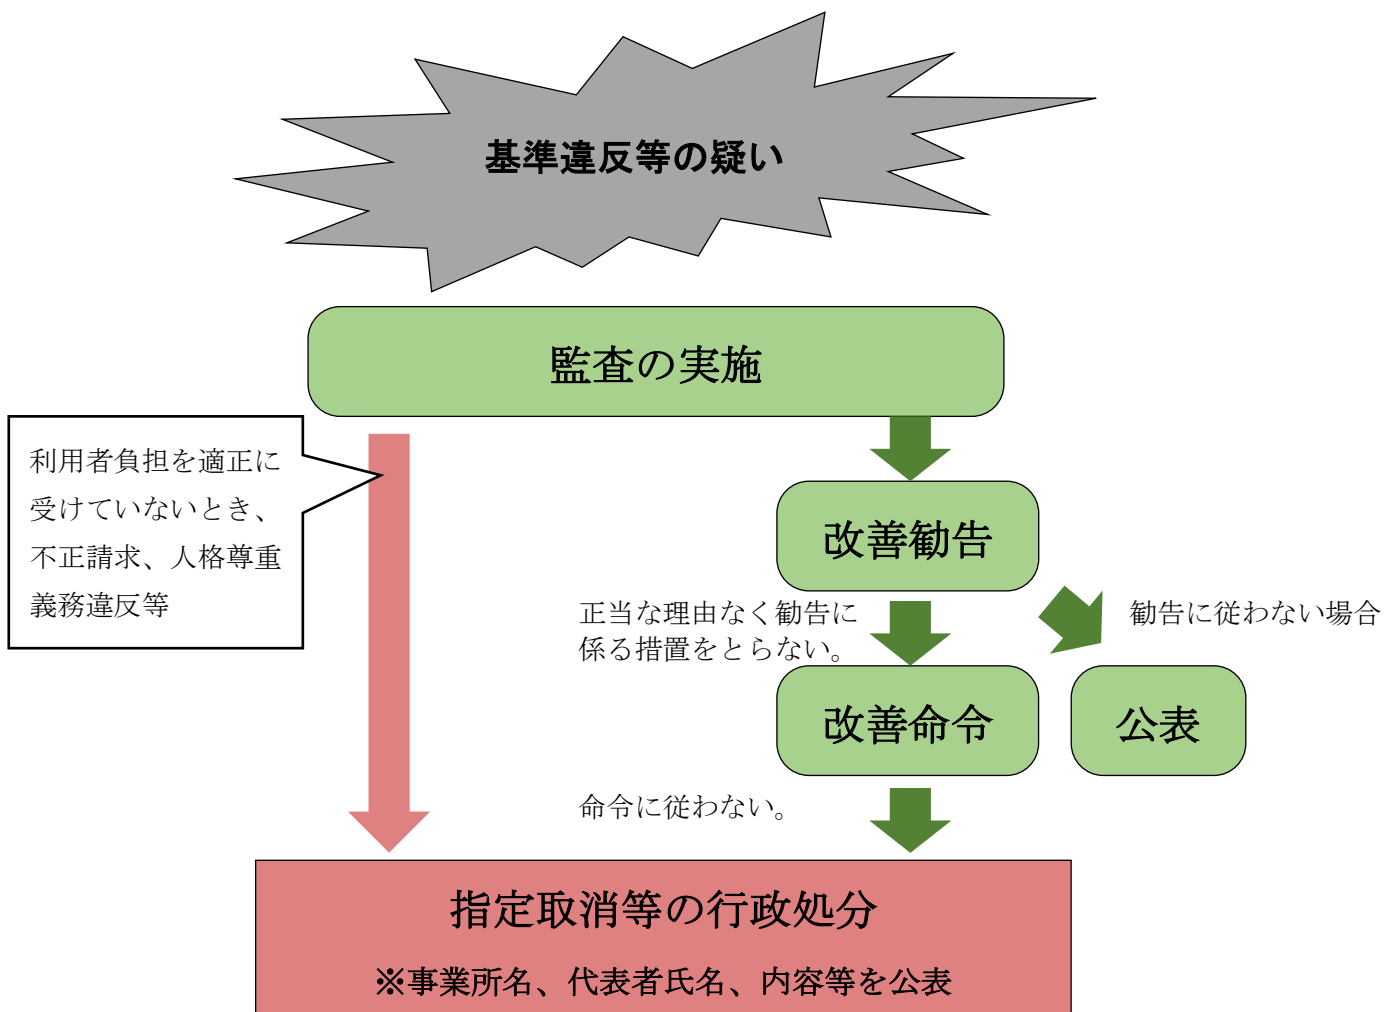 基準違反等の疑い
監査の実施
利用者負担を適正に
受けていないとき、
不正請求、人格尊重
義務違反等
改善勧告
正当な理由なく勧告に
係る措置をとらない。
勧告に従わない場合
改善命令
公表
命令に従わない。
指定取消等の行政処分
※事業所名、代表者氏名、内容等を公表